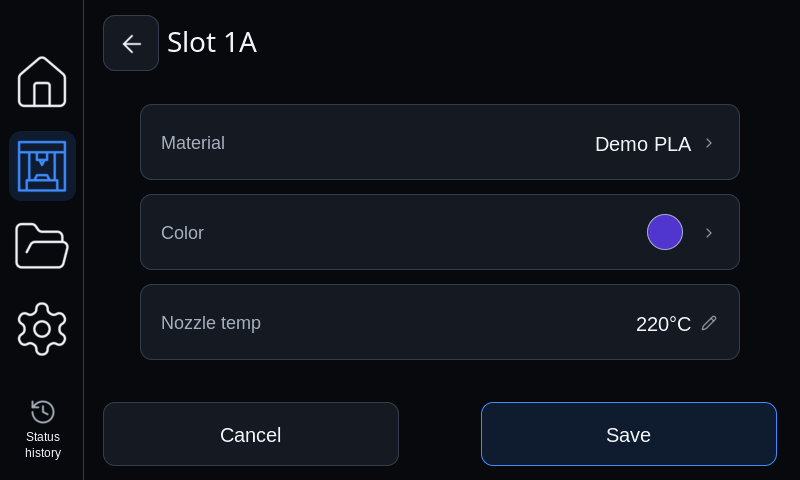 Slot 1A
Material
Demo PLA
Color
Nozzle temp
220°C
Status
history
Cancel
Save